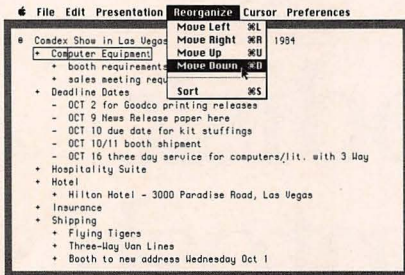 File Edit Presentation Reorganize Cursor Preferences
Move Left ⌘L
Move Right ⌘R
Move Up ⌘U
Move Down ⌘D
Sort ⌘S
Comdex Show in Las Vegas 1984
+ Computer Equipment
+ booth requirements
+ sales meeting requ
+ Deadline Dates
- OCT 2 for Goodco printing releases
- OCT 9 News Release paper here
- OCT 10 due date for kit stuffings
- OCT 10/11 booth shipment
- OCT 16 three day service for computers/lit. with 3 Way
+ Hospitality Suite
+ Hotel
+ Hilton Hotel - 3000 Paradise Road, Las Vegas
+ Insurance
+ Shipping
+ Flying Tigers
+ Three-Way Van Lines
+ Booth to new address Wednesday Oct 1